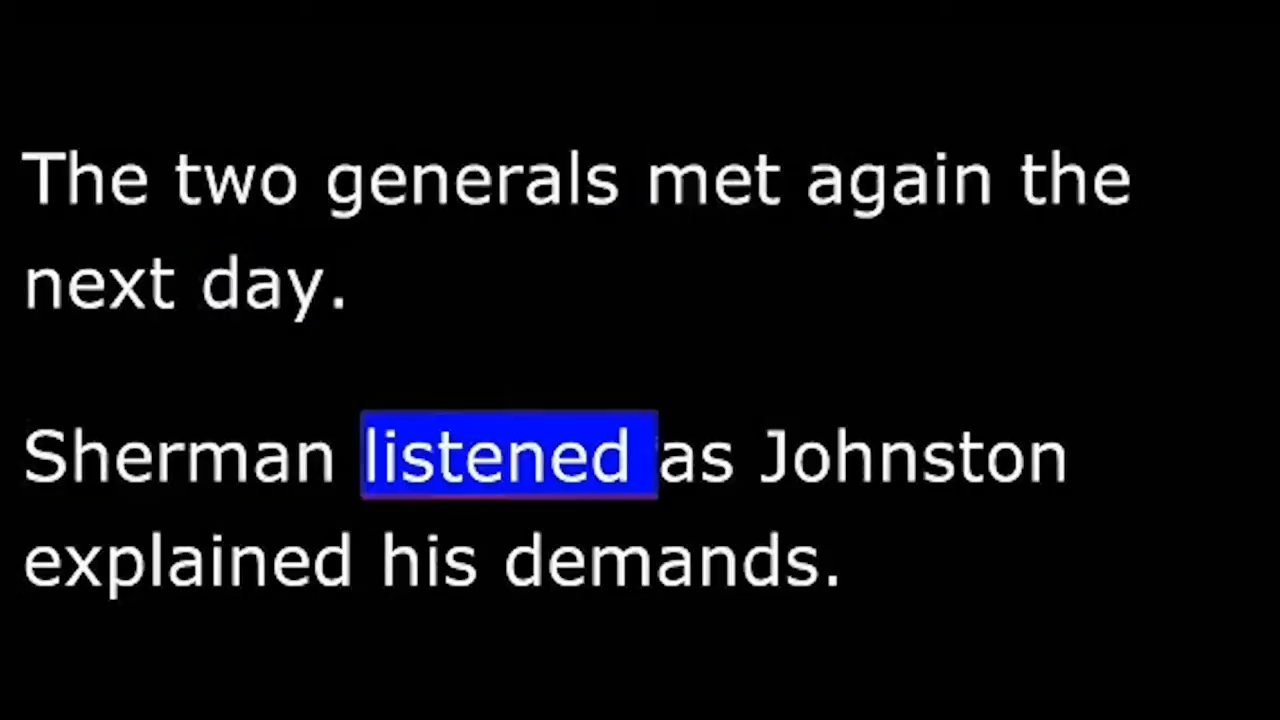 The two generals met again the
next day.
Sherman listened as Johnston
explained his demands.